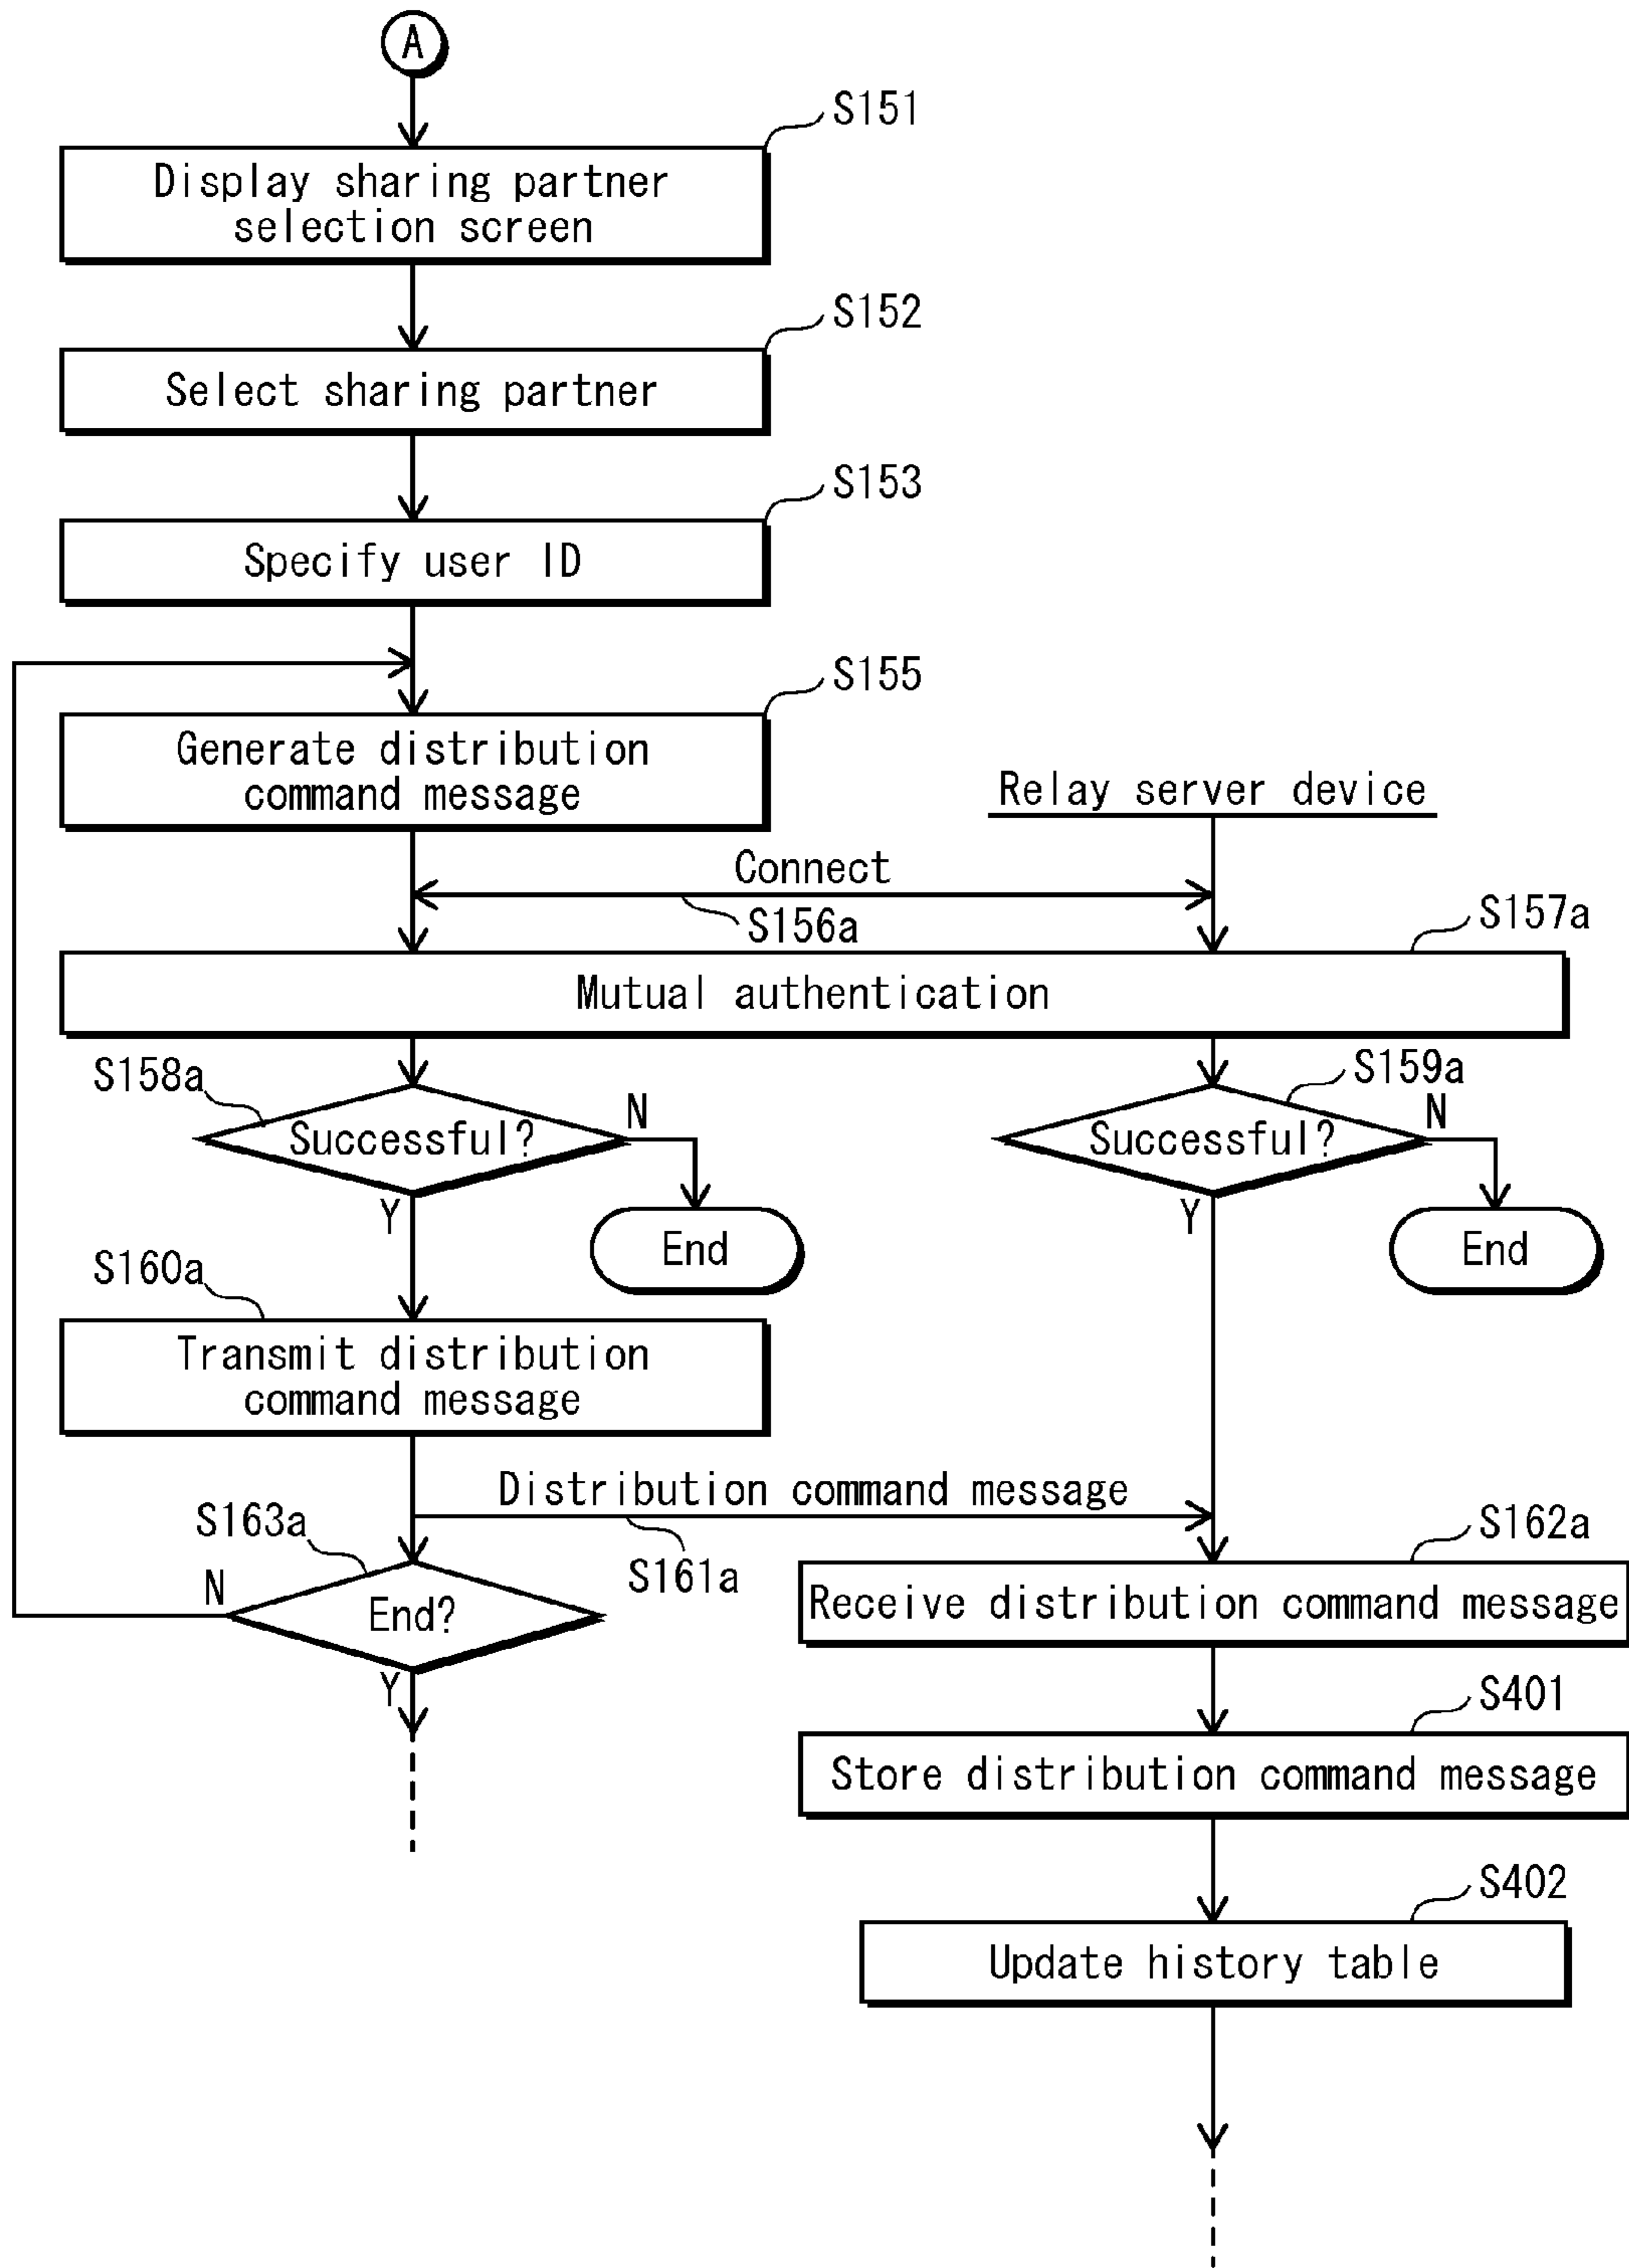 A
S151
Display sharing partner
selection screen
S152
Select sharing partner
S153
Specify user ID
S155
Generate distribution
command message
Relay server device
Connect
S156a
S157a
Mutual authentication
S158a
Successful?
N
Y
End
S159a
Successful?
N
Y
End
S160a
Transmit distribution
command message
Distribution command message
S161a
S163a
End?
N
Y
S162a
Receive distribution command message
S401
Store distribution command message
S402
Update history table